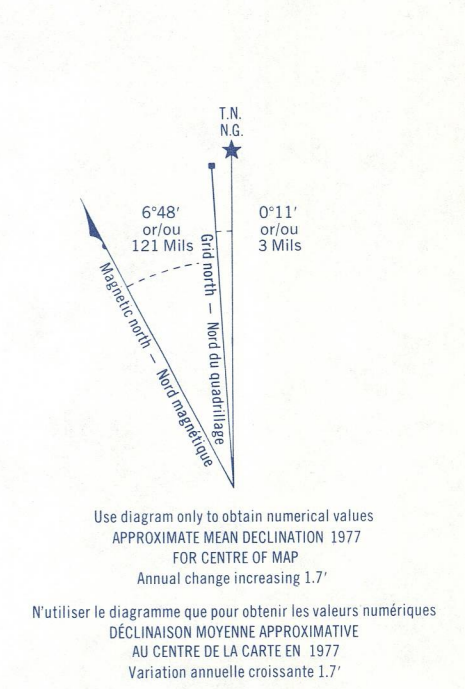 T.N.
N.G.
6°48′
or/ou
121 Mils
0°11′
or/ou
3 Mils
Magnetic north – Nord magnétique
Grid north – Nord du quadrillage
Use diagram only to obtain numerical values
APPROXIMATE MEAN DECLINATION 1977
FOR CENTRE OF MAP
Annual change increasing 1.7′
N'utiliser le diagramme que pour obtenir les valeurs numériques
DÉCLINAISON MOYENNE APPROXIMATIVE
AU CENTRE DE LA CARTE EN 1977
Variation annuelle croissante 1.7′